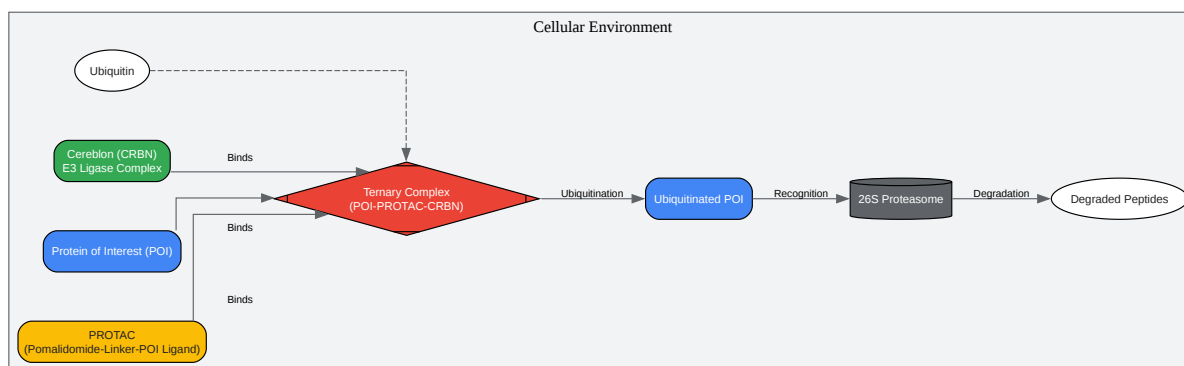 Cellular Environment
Ubiquitin
Cereblon (CRBN)
E3 Ligase Complex
Binds
Ternary Complex
(POI-PROTAC-CRBN)
Ubiquitination
Ubiquitinated POI
Recognition
26S Proteasome
Degradation
Degraded Peptides
Binds
Protein of Interest (POI)
Binds
PROTAC
(Pomalidomide-Linker-POI Ligand)